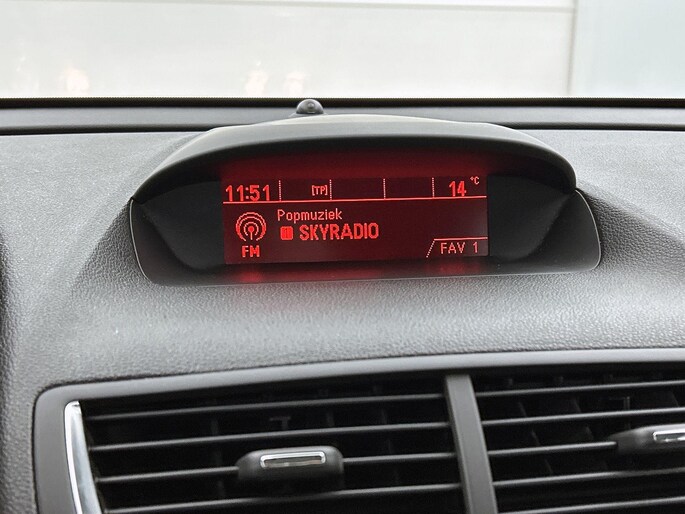 11:51 [TP] 14 °C
Popmuziek
SKYRADIO
FM FAV 1